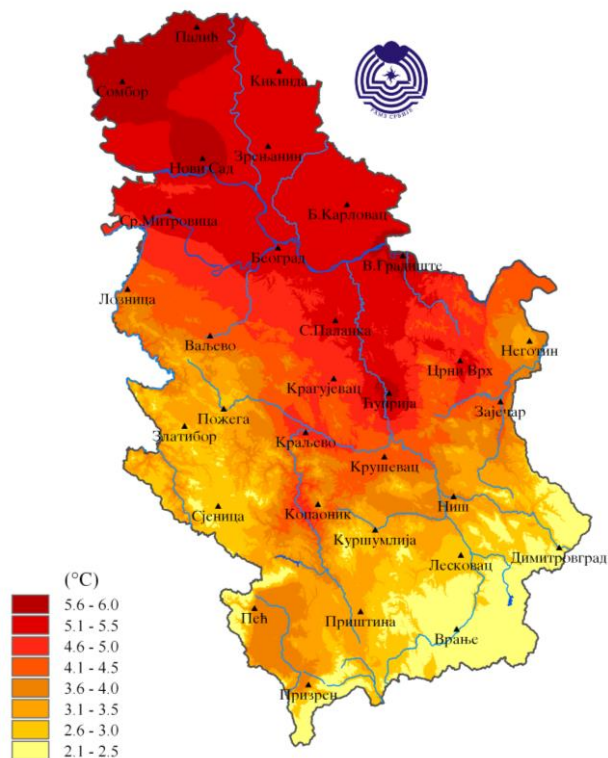 Палић
Сомбор
Кикинда
РХМЗ СРБИЈЕ
Нови Сад
Зрењанин
Ср.Митровица
Б.Карловац
Београд
В.Градиште
Лозница
С.Паланка
Ваљево
Неготин
Црни Врх
Крагујевац
Ћуприја
Зајечар
Пожега
Златибор
Краљево
Крушевац
Сјеница
Копаоник
Ниш
Куршумлија
Лесковац
Димитровград
(°C)
5.6 - 6.0
5.1 - 5.5
4.6 - 5.0
4.1 - 4.5
3.6 - 4.0
3.1 - 3.5
2.6 - 3.0
2.1 - 2.5
Пећ
Приштина
Врање
Призрен